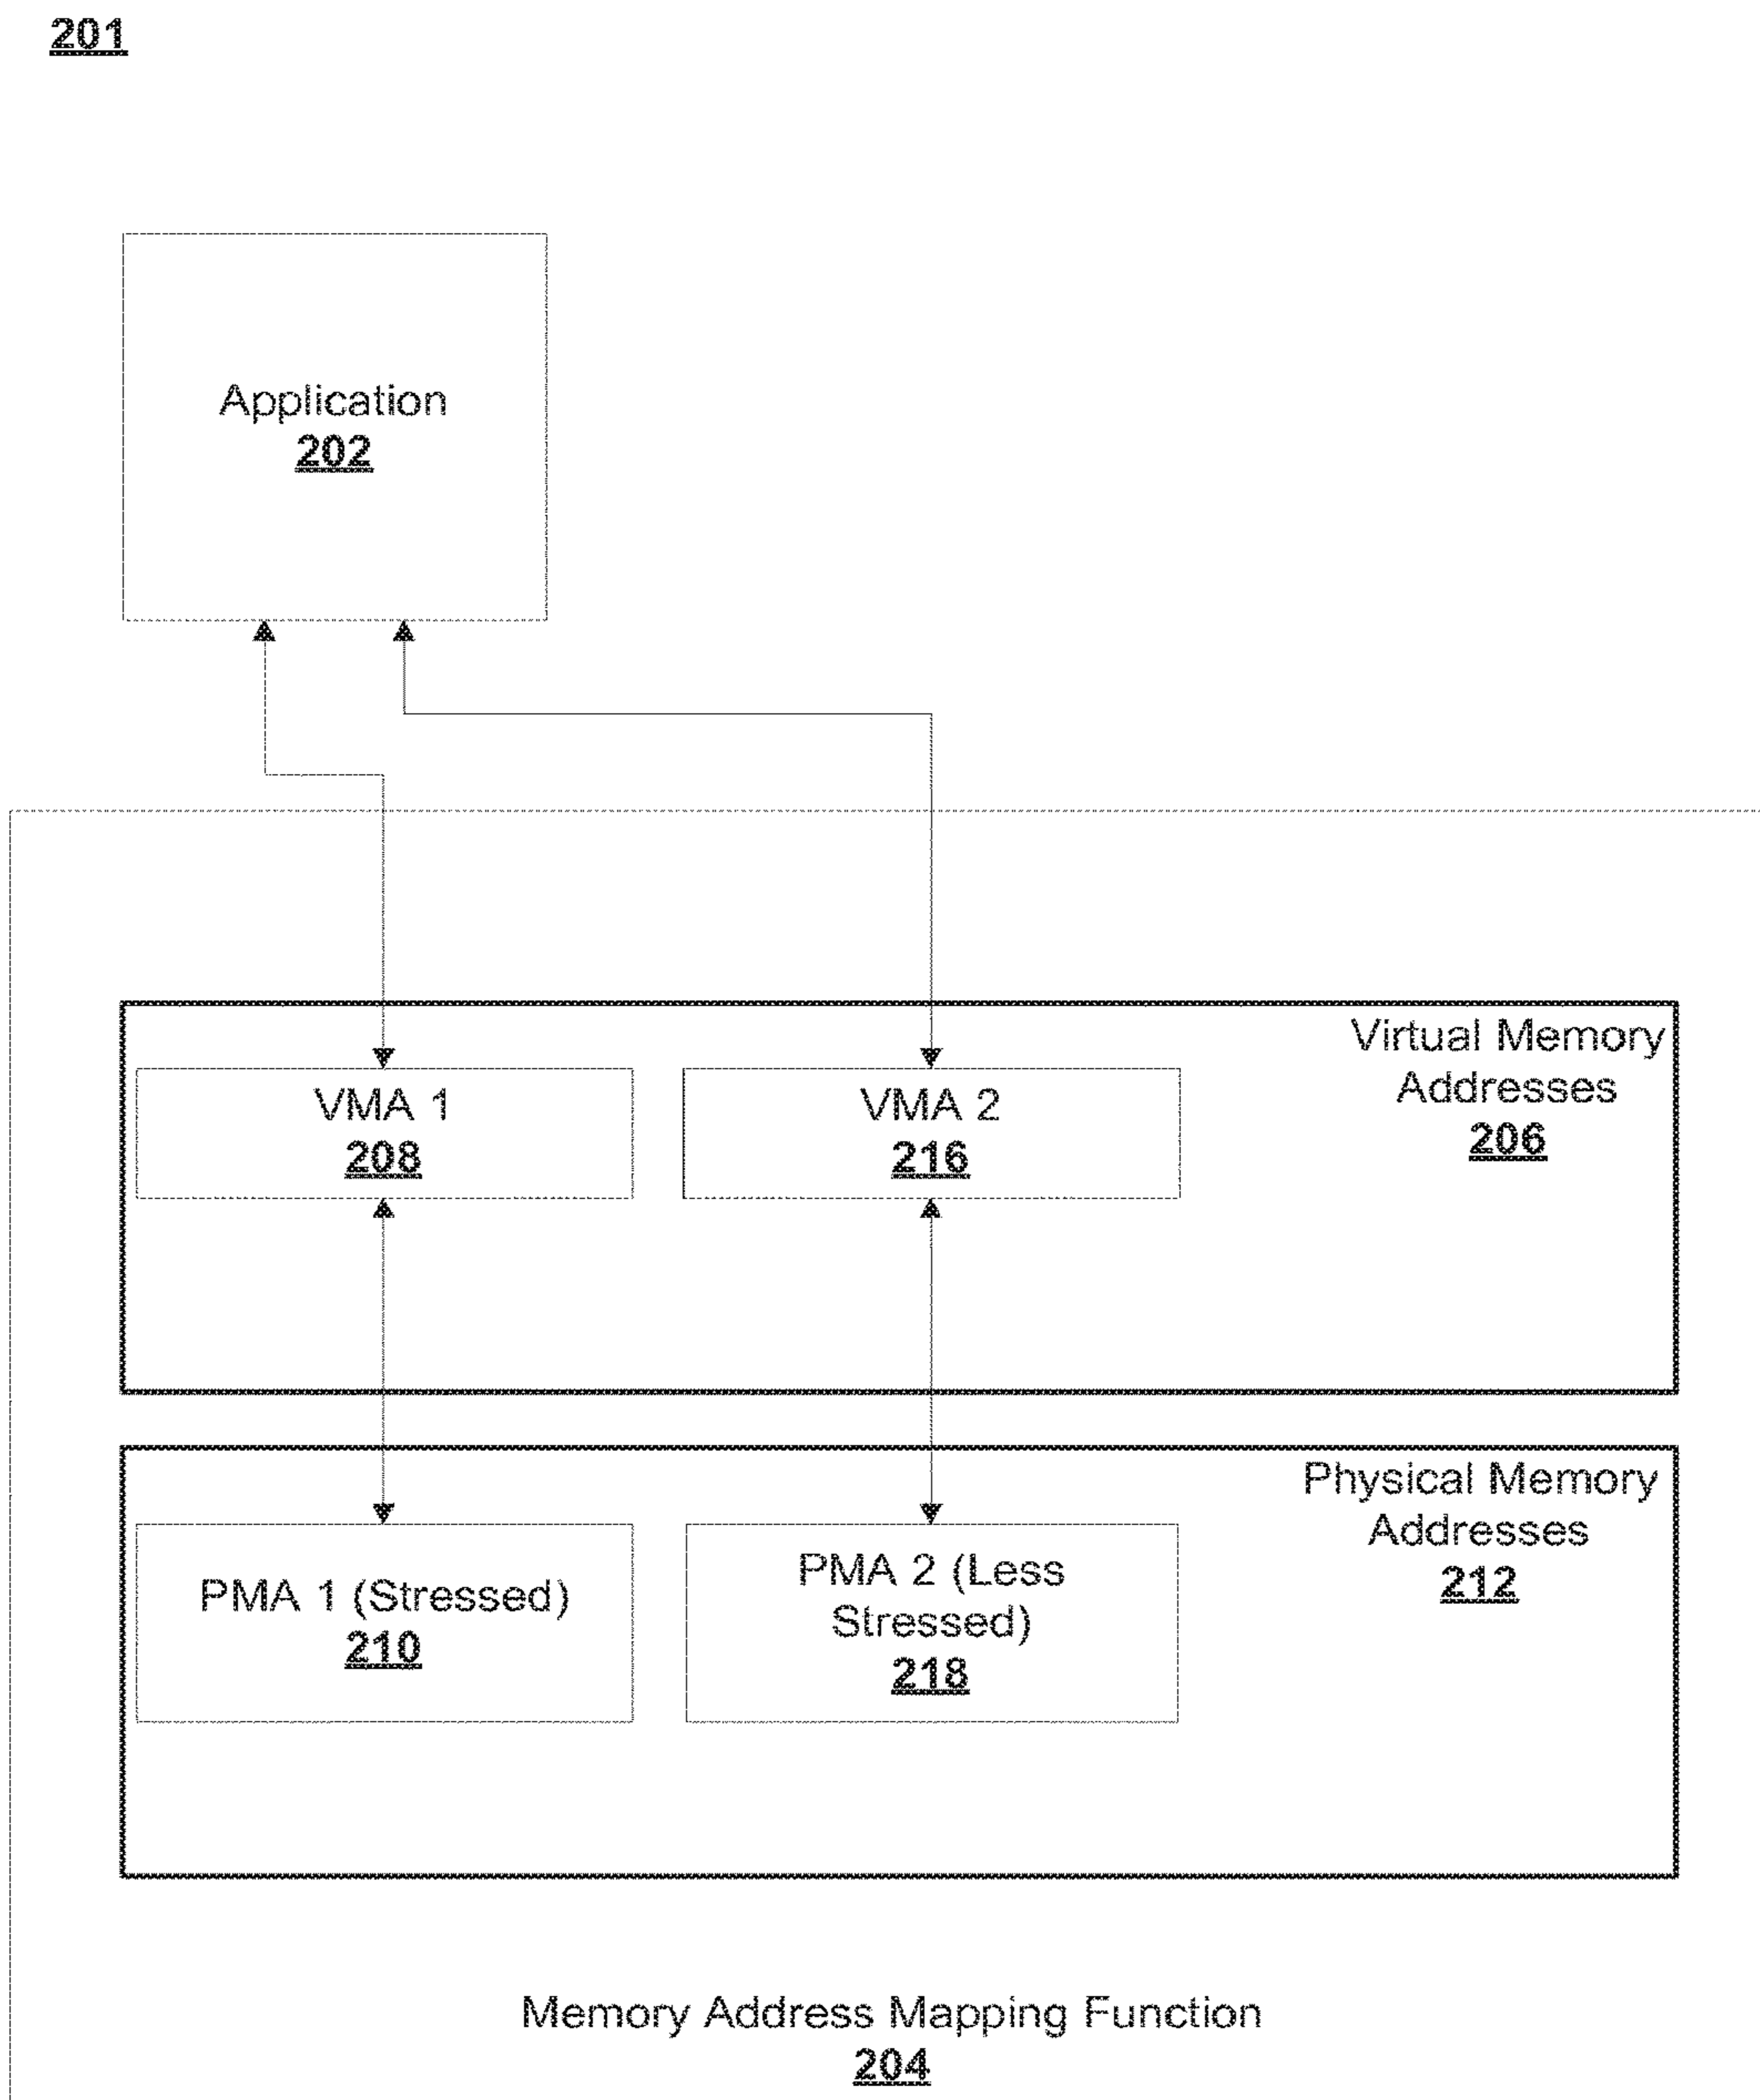 201
Application
202
Virtual Memory
Addresses
206
VMA 1
208
VMA 2
216
Physical Memory
Addresses
212
PMA 1 (Stressed)
210
PMA 2 (Less
Stressed)
218
Memory Address Mapping Function
204